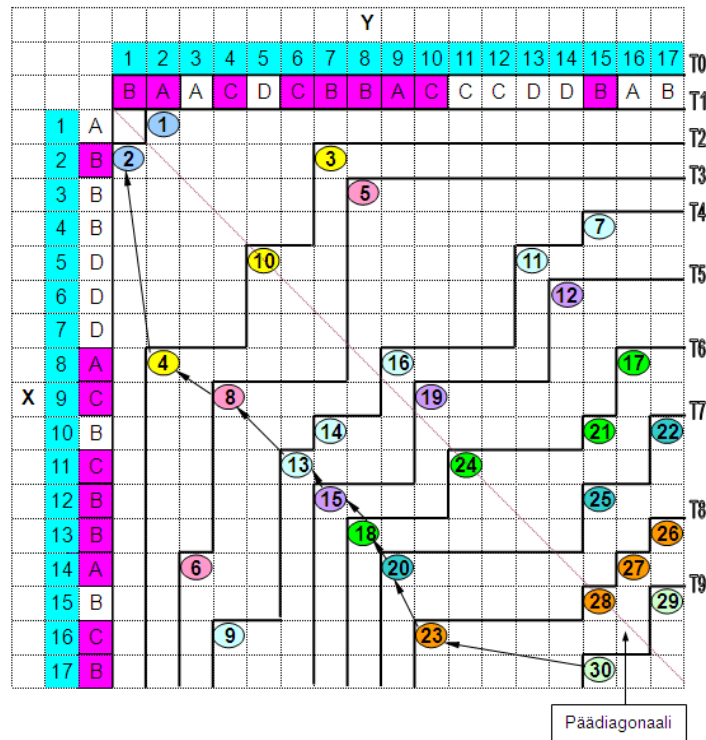 Y
1 2 3 4 5 6 7 8 9 10 11 12 13 14 15 16 17 T0
B A A C D C B B A C C C D D B A B T1
1 A 1 T2
2 B 2 3 T3
3 B 5 T4
4 B 7
5 D 10 11 T5
6 D 12
7 D T6
8 A 4 16 17
X 9 C 8 19 T7
10 B 14 21 22
11 C 13 24
12 B 15 25 T8
13 B 18 26
14 A 6 20 27 T9
15 B 28 29
16 C 9 23
17 B 30
Päädiagonaali